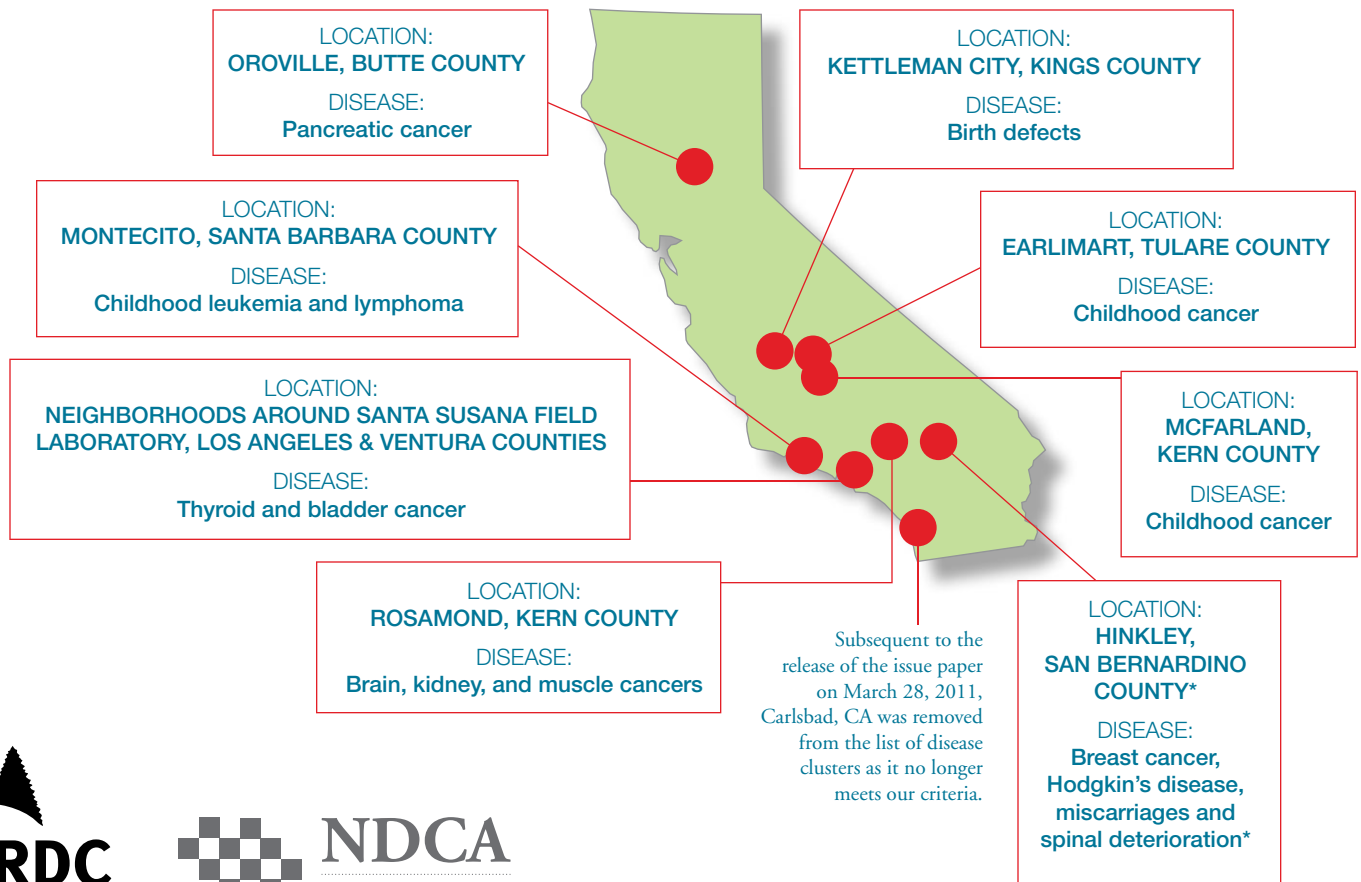 LOCATION:
OROVILLE, BUTTE COUNTY
DISEASE:
Pancreatic cancer
LOCATION:
KETTLEMAN CITY, KINGS COUNTY
DISEASE:
Birth defects
LOCATION:
MONTECITO, SANTA BARBARA COUNTY
DISEASE:
Childhood leukemia and lymphoma
LOCATION:
EARLIMART, TULARE COUNTY
DISEASE:
Childhood cancer
LOCATION:
NEIGHBORHOODS AROUND SANTA SUSANA FIELD
LABORATORY, LOS ANGELES & VENTURA COUNTIES
DISEASE:
Thyroid and bladder cancer
LOCATION:
MCFARLAND,
KERN COUNTY
DISEASE:
Childhood cancer
LOCATION:
ROSAMOND, KERN COUNTY
DISEASE:
Brain, kidney, and muscle cancers
Subsequent to the
release of the issue paper
on March 28, 2011,
Carlsbad, CA was removed
from the list of disease
clusters as it no longer
meets our criteria.
LOCATION:
HINKLEY,
SAN BERNARDINO
COUNTY*
DISEASE:
Breast cancer,
Hodgkin's disease,
miscarriages and
spinal deterioration*
RDC
NDCA